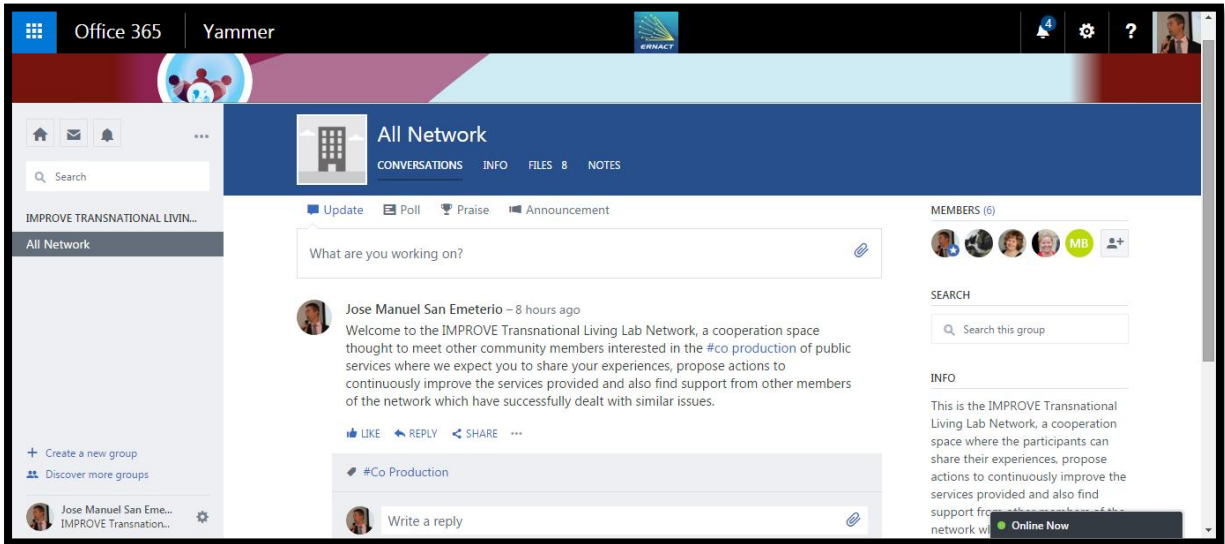 Office 365
Yammer
ERNACT
4
?
All Network
CONVERSATIONS INFO FILES 8 NOTES
Search
IMPROVE TRANSNATIONAL LIVIN...
All Network
Create a new group
Discover more groups
Jose Manuel San Eme...
IMPROVE Transnation...
Update Poll Praise Announcement
What are you working on?
Jose Manuel San Emeterio – 8 hours ago
Welcome to the IMPROVE Transnational Living Lab Network, a cooperation space
thought to meet other community members interested in the #co production of public
services where we expect you to share your experiences, propose actions to
continuously improve the services provided and also find support from other members
of the network which have successfully dealt with similar issues.
LIKE REPLY SHARE
#Co Production
Write a reply
MEMBERS (6)
MB
SEARCH
Search this group
INFO
This is the IMPROVE Transnational
Living Lab Network, a cooperation
space where the participants can
share their experiences, propose
actions to continuously improve the
services provided and also find
support from other members of the
network
Online Now